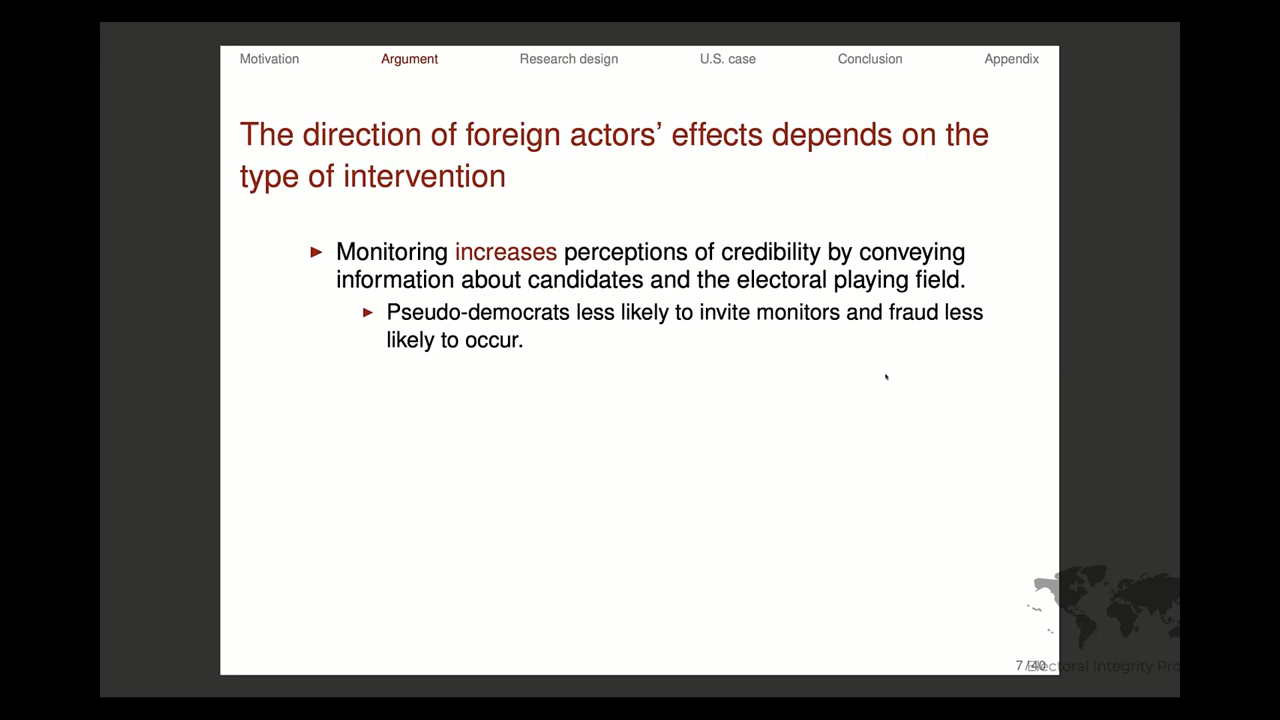 Motivation Argument Research design U.S. case Conclusion Appendix
The direction of foreign actors’ effects depends on the
type of intervention
Monitoring increases perceptions of credibility by conveying
information about candidates and the electoral playing field.
Pseudo-democrats less likely to invite monitors and fraud less
likely to occur.
7 / 40
Electoral Integrity Pro